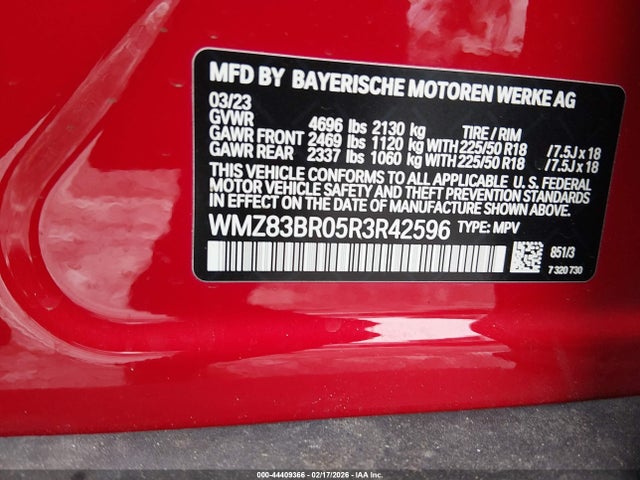 MFD BY BAYERISCHE MOTOREN WERKE AG
03/23
GVWR 4696 lbs 2130 kg TIRE / RIM
GAWR FRONT 2469 lbs 1120 kg WITH 225/50 R18 / 7.5J x 18
GAWR REAR 2337 lbs 1060 kg WITH 225/50 R18 / 7.5J x 18
THIS VEHICLE CONFORMS TO ALL APPLICABLE U. S. FEDERAL
MOTOR VEHICLE SAFETY AND THEFT PREVENTION STANDARDS
IN EFFECT ON THE DATE OF MANUFACTURE SHOWN ABOVE.
WMZ83BR05R3R42596 TYPE: MPV
851/3
7 320 730
000-44409366 - 02/17/2026 - IAA Inc.